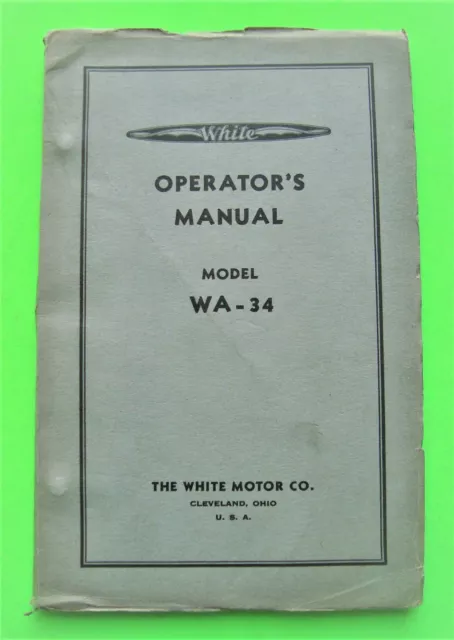 White
OPERATOR'S
MANUAL
MODEL
WA-34
THE WHITE MOTOR CO.
CLEVELAND, OHIO
U. S. A.